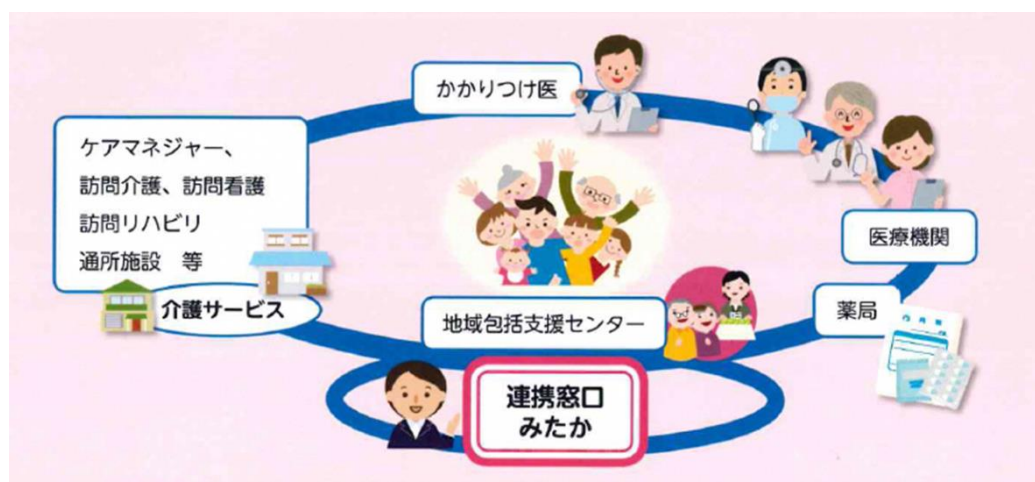 かかりつけ医
ケアマネジャー、
訪問介護、訪問看護
訪問リハビリ
通所施設　等
介護サービス
医療機関
薬局
地域包括支援センター
連携窓口
みたか